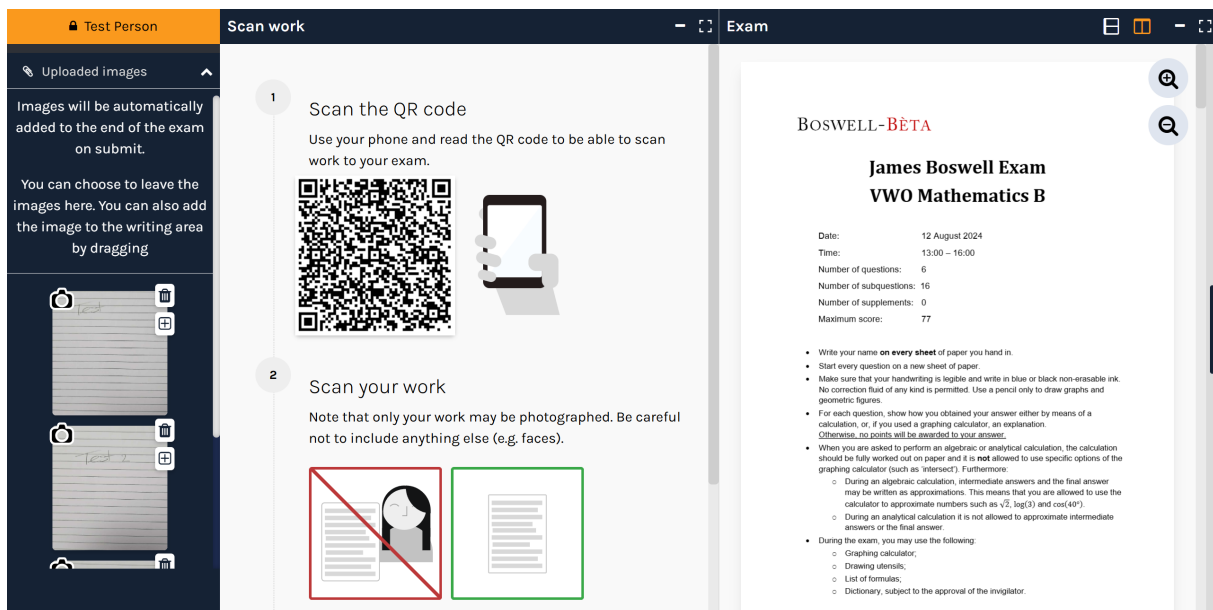 Test Person
Uploaded images
Images will be automatically
added to the end of the exam
on submit.
You can choose to leave the
images here. You can also add
the image to the writing area
by dragging
Test
Test 2
Scan work
1
Scan the QR code
Use your phone and read the QR code to be able to scan
work to your exam.
2
Scan your work
Note that only your work may be photographed. Be careful
not to include anything else (e.g. faces).
Exam
BOSWELL-BÈTA
James Boswell Exam
VWO Mathematics B
Date: 12 August 2024
Time: 13:00 – 16:00
Number of questions: 6
Number of subquestions: 16
Number of supplements: 0
Maximum score: 77
• Write your name on every sheet of paper you hand in.
• Start every question on a new sheet of paper.
• Make sure that your handwriting is legible and write in blue or black non-erasable ink.
No correction fluid of any kind is permitted. Use a pencil only to draw graphs and
geometric figures.
• For each question, show how you obtained your answer either by means of a
calculation, or, if you used a graphing calculator, an explanation.
Otherwise, no points will be awarded to your answer.
• When you are asked to perform an algebraic or analytical calculation, the calculation
should be fully worked out on paper and it is not allowed to use specific options of the
graphing calculator (such as 'intersect'). Furthermore:
○ During an algebraic calculation, intermediate answers and the final answer
may be written as approximations. This means that you are allowed to use the
calculator to approximate numbers such as √2, log(3) and cos(40°).
○ During an analytical calculation it is not allowed to approximate intermediate
answers or the final answer.
• During the exam, you may use the following:
○ Graphing calculator;
○ Drawing utensils;
○ List of formulas;
○ Dictionary, subject to the approval of the invigilator.